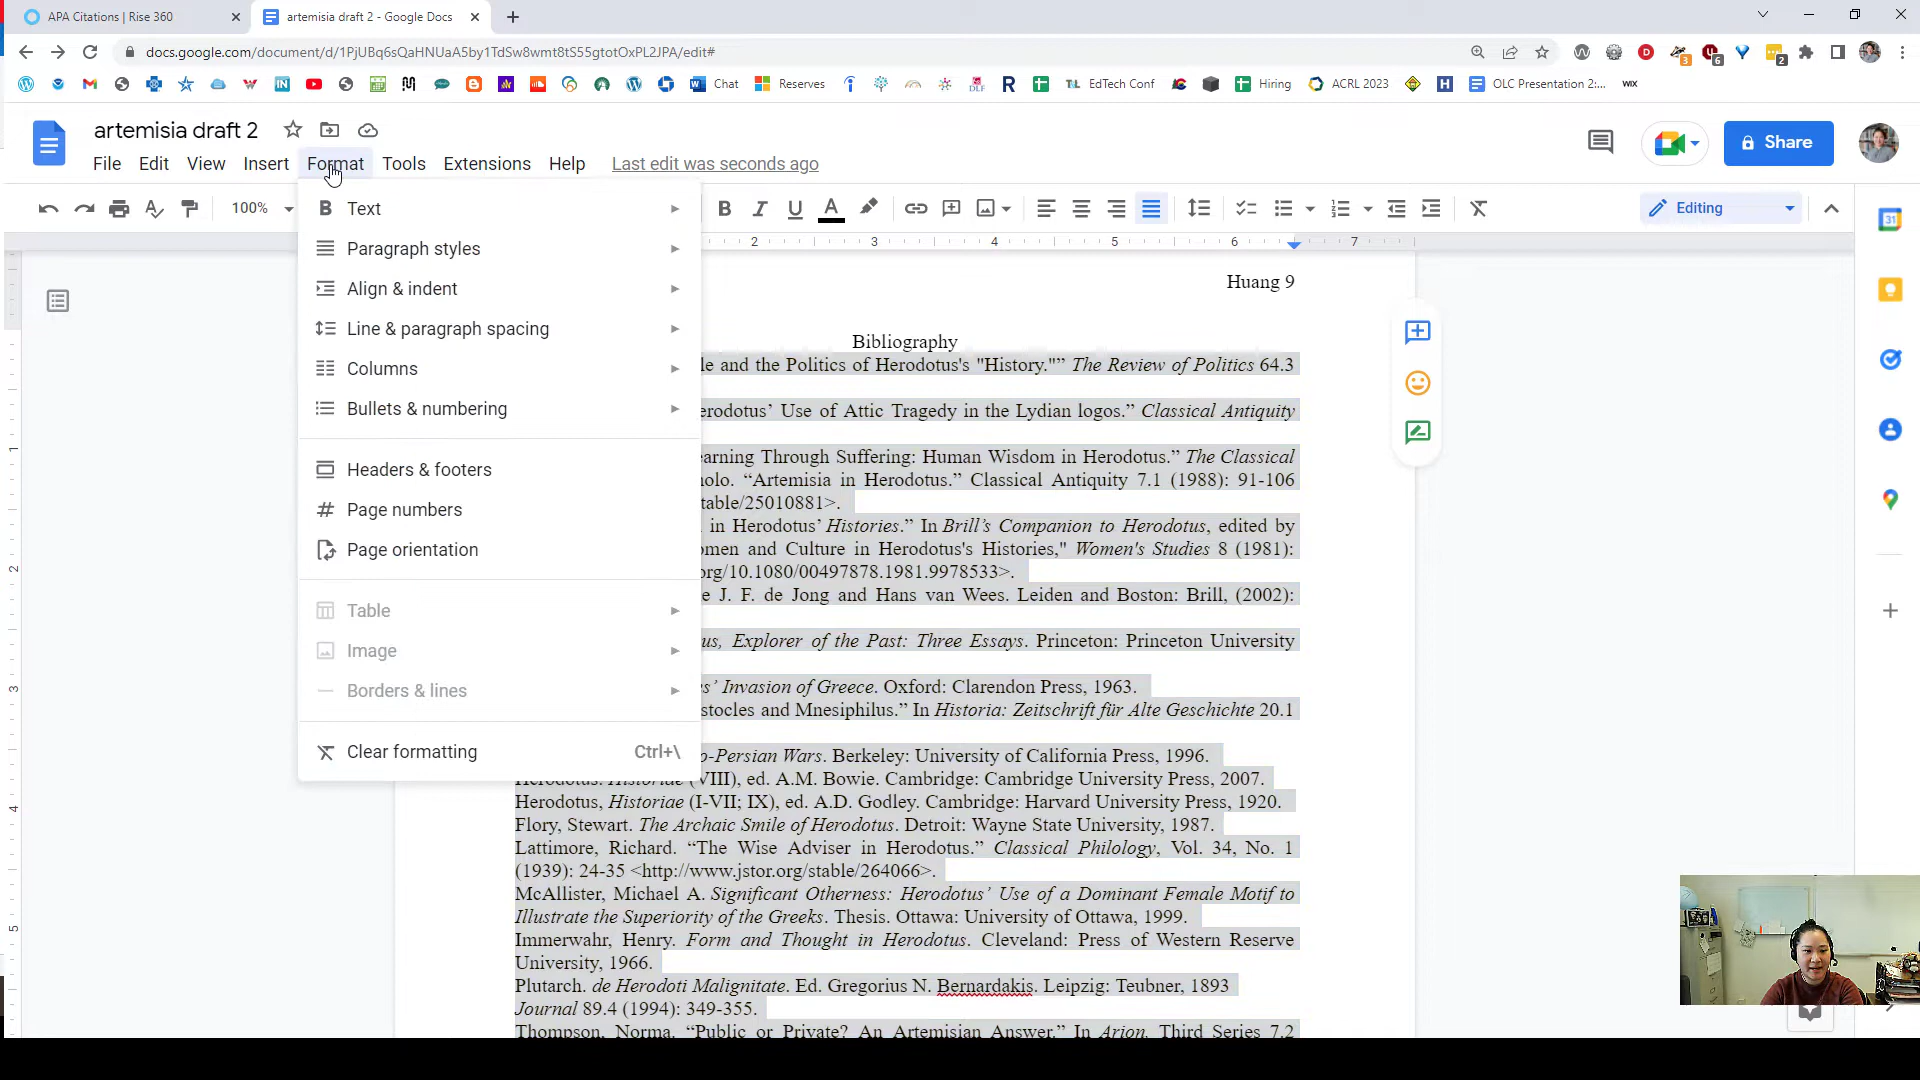 APA Citations | Rise 360
artemisia draft 2 - Google Docs
docs.google.com/document/d/1PjUBq6sQaHNUaA5by1TdSw8wmt8tS55gtotOxPL2JPA/edit#
Chat
Reserves
EdTech Conf
Hiring
ACRL 2023
OLC Presentation 2:...
artemisia draft 2
Share
File Edit View Insert Format Tools Extensions Help Last edit was seconds ago
100%
Editing
2 3 4 5 6 7
Text
Paragraph styles
Align & indent
Line & paragraph spacing
Columns
Bullets & numbering
Headers & footers
Page numbers
Page orientation
Table
Image
Borders & lines
Clear formatting Ctrl+\
1
2
3
4
5
Huang 9
Bibliography
le and the Politics of Herodotus's "History."” The Review of Politics 64.3
erodotus’ Use of Attic Tragedy in the Lydian logos.” Classical Antiquity
earning Through Suffering: Human Wisdom in Herodotus.” The Classical
nolo. “Artemisia in Herodotus.” Classical Antiquity 7.1 (1988): 91-106
table/25010881>.
in Herodotus’ Histories.” In Brill’s Companion to Herodotus, edited by
omen and Culture in Herodotus's Histories," Women's Studies 8 (1981):
org/10.1080/00497878.1981.9978533>.
e J. F. de Jong and Hans van Wees. Leiden and Boston: Brill, (2002):
us, Explorer of the Past: Three Essays. Princeton: Princeton University
s’ Invasion of Greece. Oxford: Clarendon Press, 1963.
stocles and Mnesiphilus.” In Historia: Zeitschrift für Alte Geschichte 20.1
o-Persian Wars. Berkeley: University of California Press, 1996.
Herodotus. Historiae (VIII), ed. A.M. Bowie. Cambridge: Cambridge University Press, 2007.
Herodotus, Historiae (I-VII; IX), ed. A.D. Godley. Cambridge: Harvard University Press, 1920.
Flory, Stewart. The Archaic Smile of Herodotus. Detroit: Wayne State University, 1987.
Lattimore, Richard. “The Wise Adviser in Herodotus.” Classical Philology, Vol. 34, No. 1
(1939): 24-35 <http://www.jstor.org/stable/264066>.
McAllister, Michael A. Significant Otherness: Herodotus’ Use of a Dominant Female Motif to
Illustrate the Superiority of the Greeks. Thesis. Ottawa: University of Ottawa, 1999.
Immerwahr, Henry. Form and Thought in Herodotus. Cleveland: Press of Western Reserve
University, 1966.
Plutarch. de Herodoti Malignitate. Ed. Gregorius N. Bernardakis. Leipzig: Teubner, 1893
Journal 89.4 (1994): 349-355.
Thompson, Norma. “Public or Private? An Artemisian Answer.” In Arion, Third Series 7.2